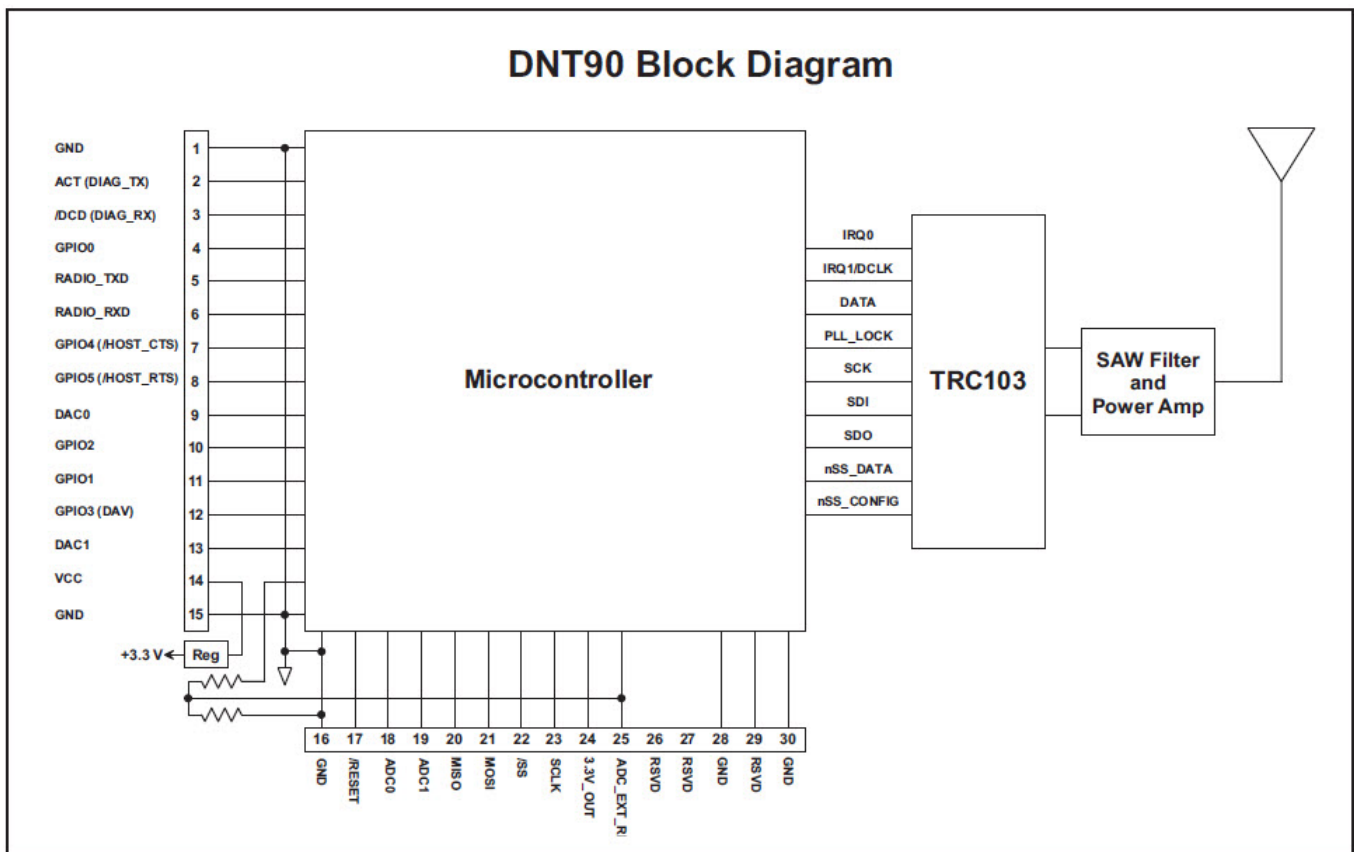 DNT90 Block Diagram
GND 1
ACT (DIAG_TX) 2
/DCD (DIAG_RX) 3
GPIO0 4
RADIO_TXD 5
RADIO_RXD 6
GPIO4 (/HOST_CTS) 7
GPIO5 (/HOST_RTS) 8
DAC0 9
GPIO2 10
GPIO1 11
GPIO3 (DAV) 12
DAC1 13
VCC 14
GND 15
+3.3 V Reg
Microcontroller
IRQ0
IRQ1/DCLK
DATA
PLL_LOCK
SCK
SDI
SDO
nSS_DATA
nSS_CONFIG
TRC103
SAW Filter
and
Power Amp
16 17 18 19 20 21 22 23 24 25 26 27 28 29 30
GND
/RESET
ADC0
ADC1
MISO
MOSI
/SS
SCLK
3.3V_OUT
ADC_EXT_R
RSVD
RSVD
GND
RSVD
GND